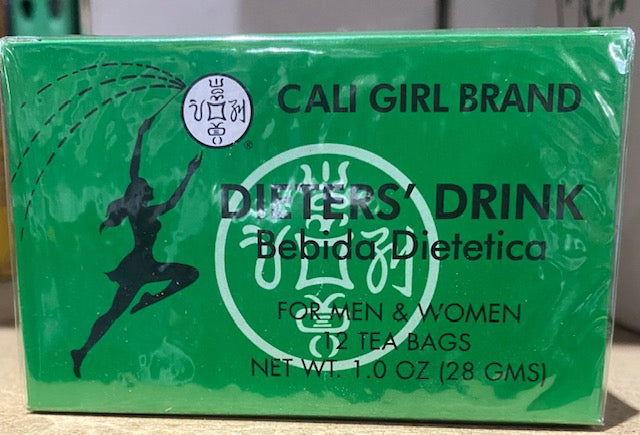 CALI GIRL BRAND
®
DIETERS' DRINK
Bebida Dietetica
FOR MEN & WOMEN
12 TEA BAGS
NET WT. 1.0 OZ (28 GMS)